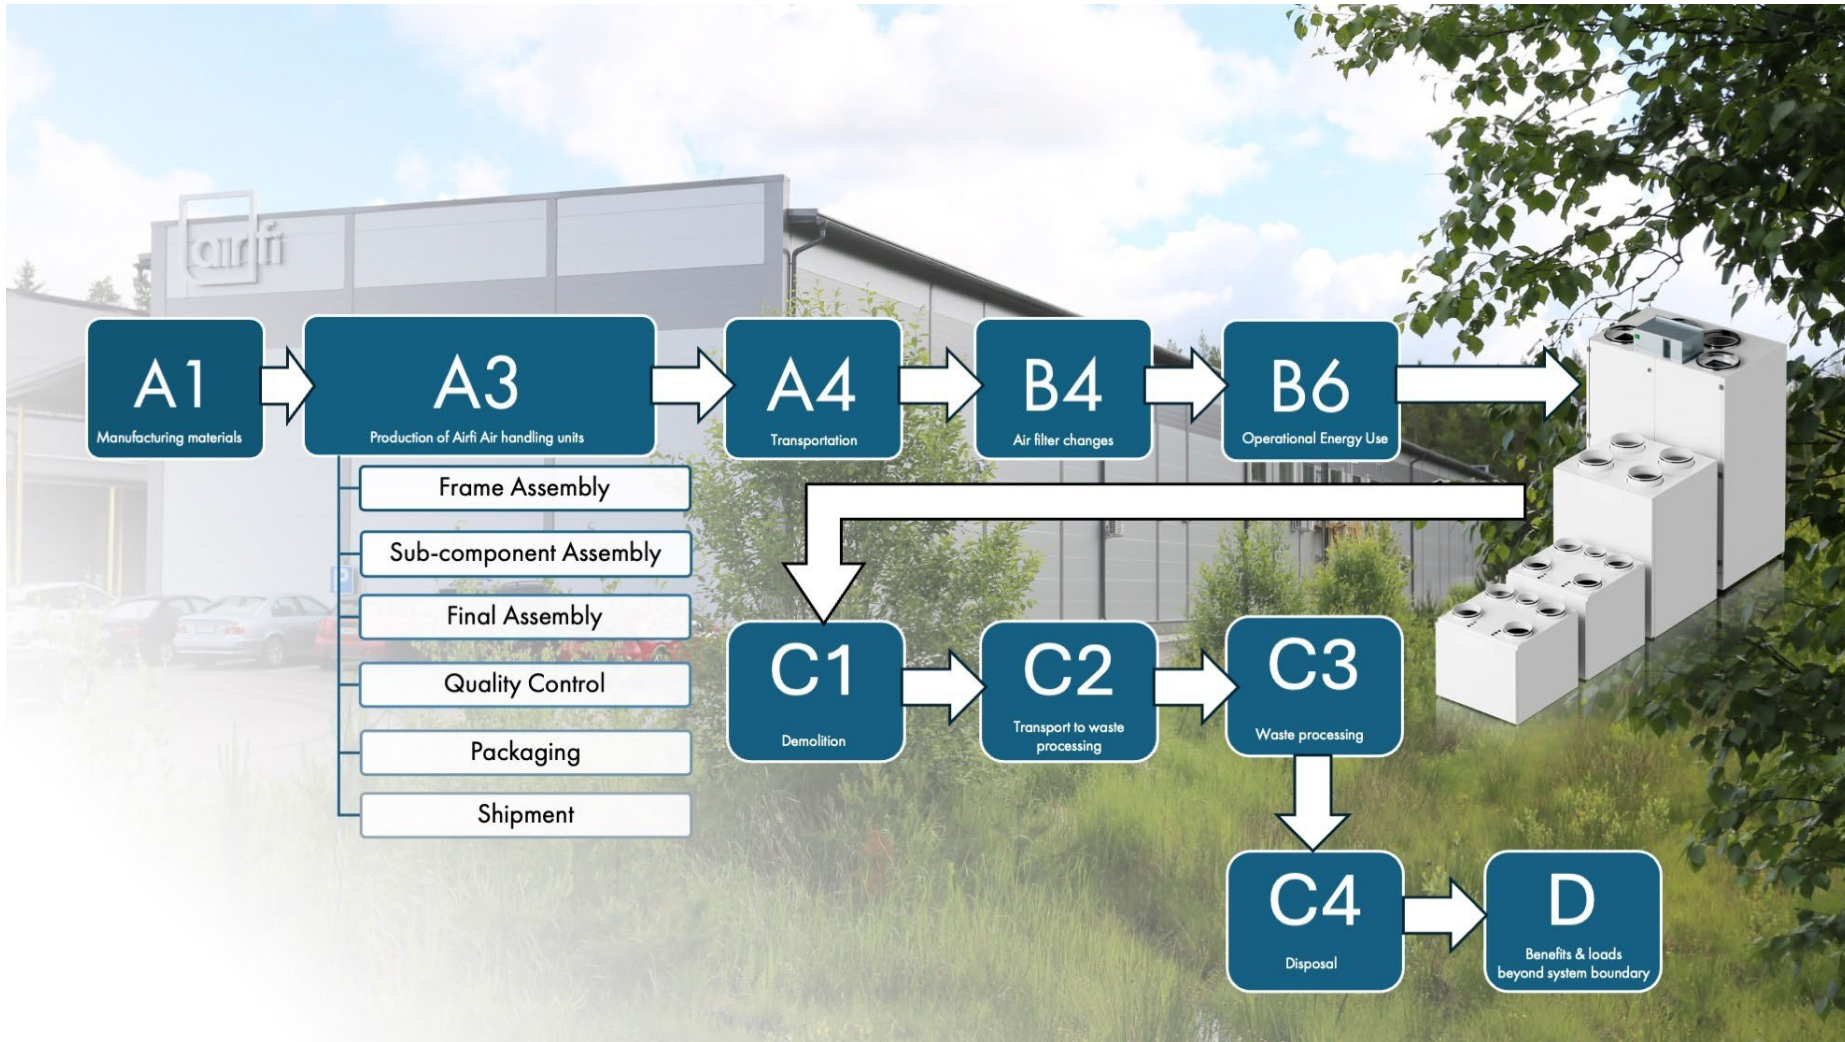 airfi
A1
Manufacturing materials
A3
Production of Airfi Air handling units
A4
Transportation
B4
Air filter changes
B6
Operational Energy Use
Frame Assembly
Sub-component Assembly
Final Assembly
Quality Control
Packaging
Shipment
P
C1
Demolition
C2
Transport to waste
processing
C3
Waste processing
C4
Disposal
D
Benefits & loads
beyond system boundary